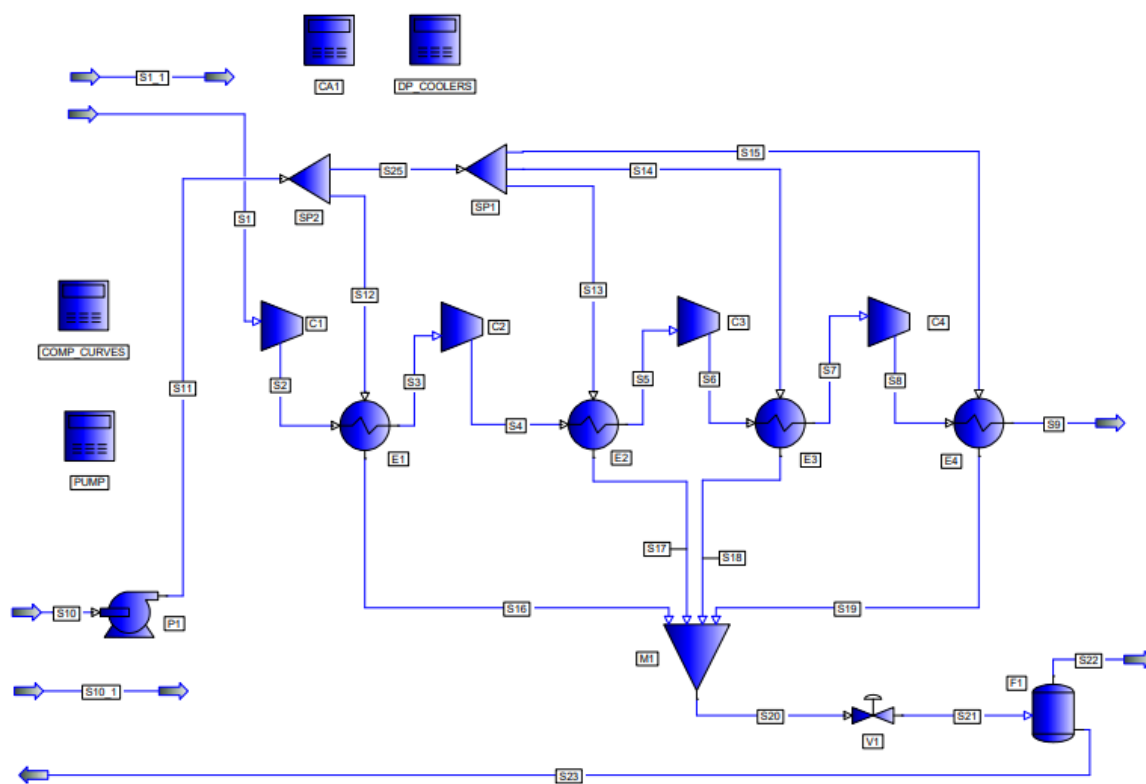 S1_1
CA1
DP_COOLERS
S15
S25
S14
SP2
SP1
S1
S12
S13
C1
C2
C3
C4
COMP_CURVES
S11
S2
S3
S5
S6
S7
S8
S4
S9
E1
E2
E3
E4
PUMP
S17
S18
S10
P1
S16
S19
M1
S22
F1
S10_1
S20
S21
V1
S23